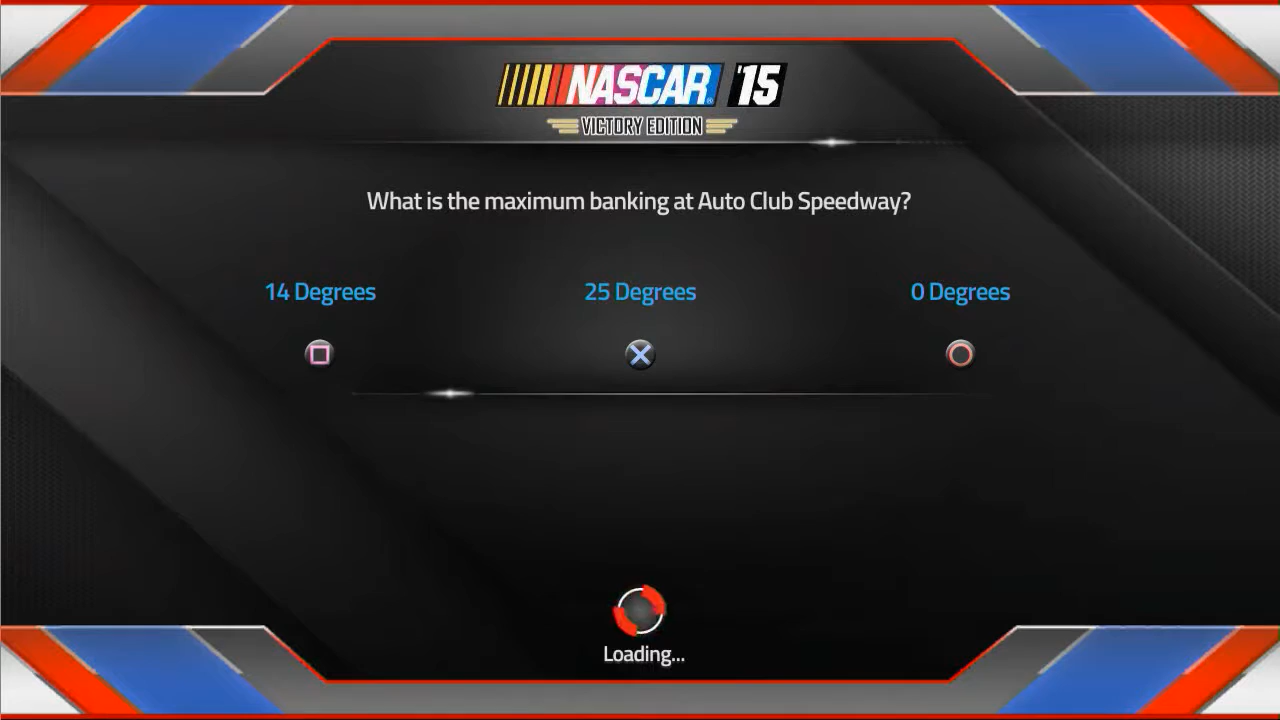 NASCAR '15
VICTORY EDITION
What is the maximum banking at Auto Club Speedway?
14 Degrees
25 Degrees
0 Degrees
Loading...